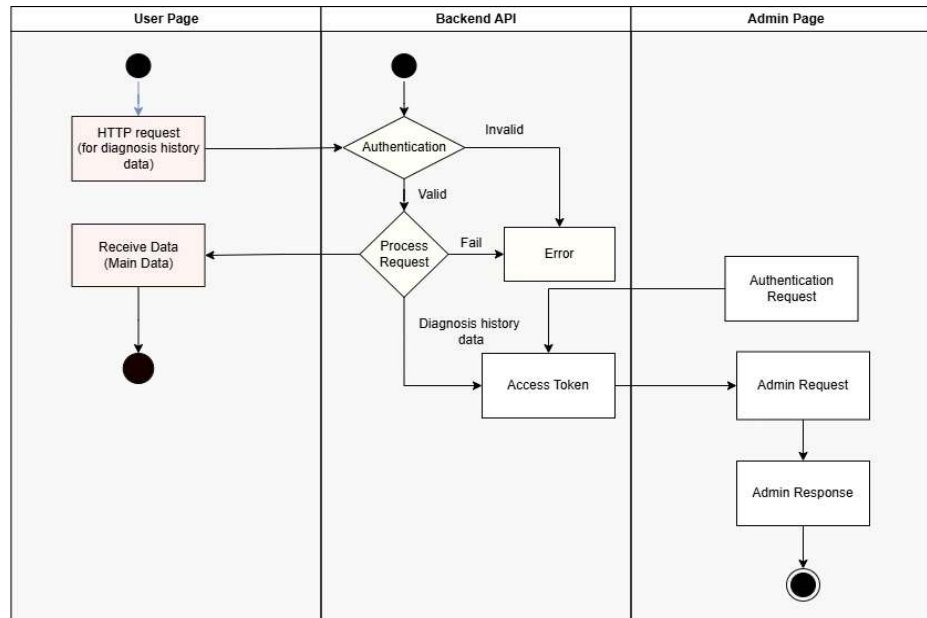 User Page
Backend API
Admin Page
HTTP request
(for diagnosis history
data)
Authentication
Invalid
Valid
Receive Data
(Main Data)
Process
Request
Fail
Error
Authentication
Request
Diagnosis history
data
Access Token
Admin Request
Admin Response